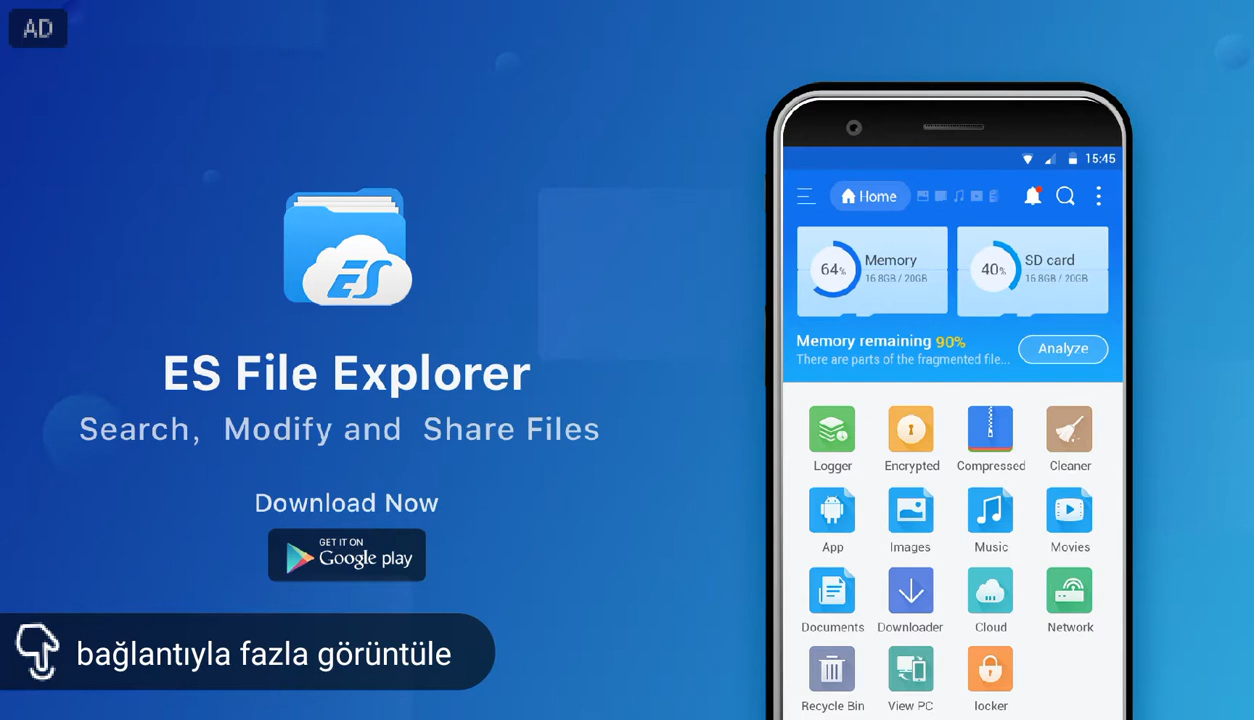 AD
ES
ES File Explorer
Search, Modify and Share Files
Download Now
GET IT ON
Google play
bağlantıyla fazla görüntüle
15:45
Home
64% Memory
16.8GB / 20GB
40% SD card
16.8GB / 20GB
Memory remaining 90%
There are parts of the fragmented file...
Analyze
Logger Encrypted Compressed Cleaner
App Images Music Movies
Documents Downloader Cloud Network
Recycle Bin View PC locker